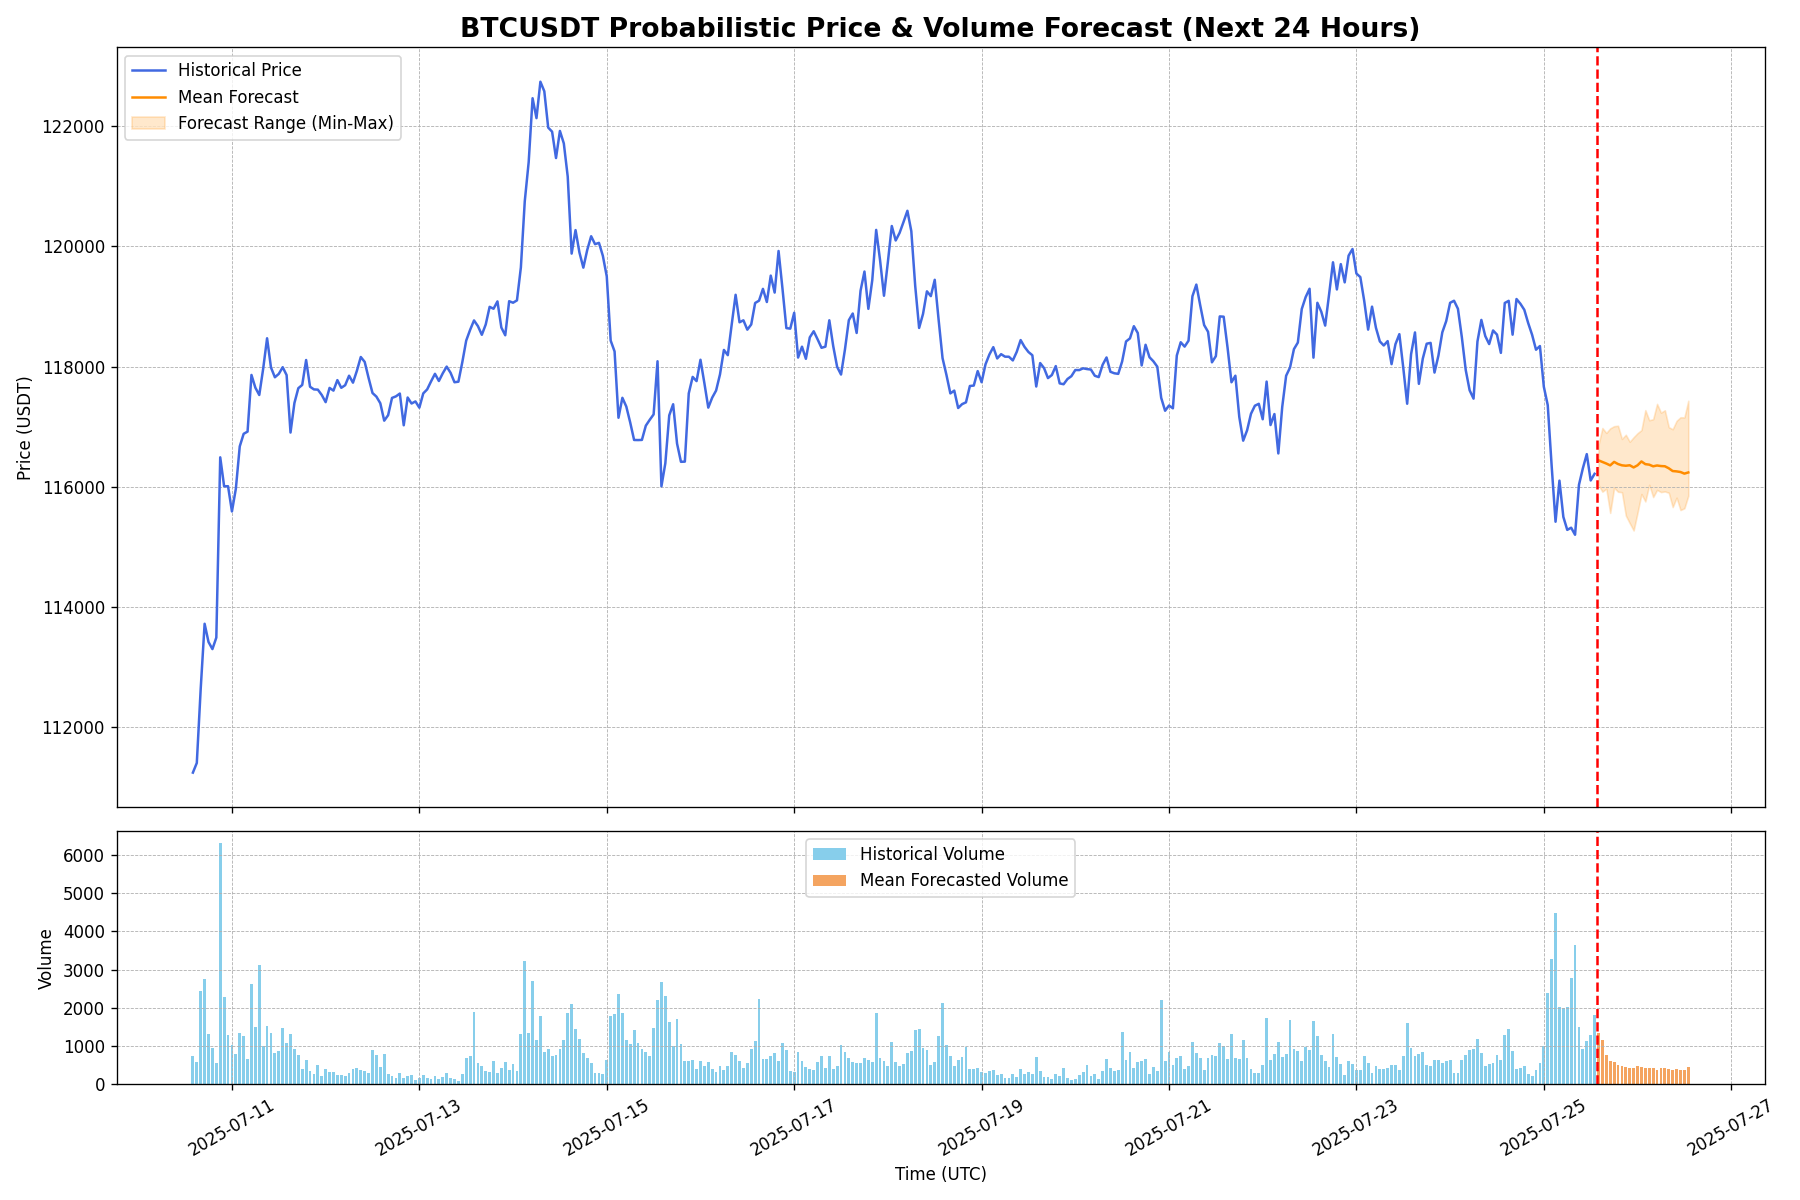 BTCUSDT Probabilistic Price & Volume Forecast (Next 24 Hours)
Historical Price
Mean Forecast
Forecast Range (Min-Max)
Price (USDT)
122000
120000
118000
116000
114000
112000
Historical Volume
Mean Forecasted Volume
Volume
6000
5000
4000
3000
2000
1000
0
2025-07-11
2025-07-13
2025-07-15
2025-07-17
2025-07-19
2025-07-21
2025-07-23
2025-07-25
2025-07-27
Time (UTC)